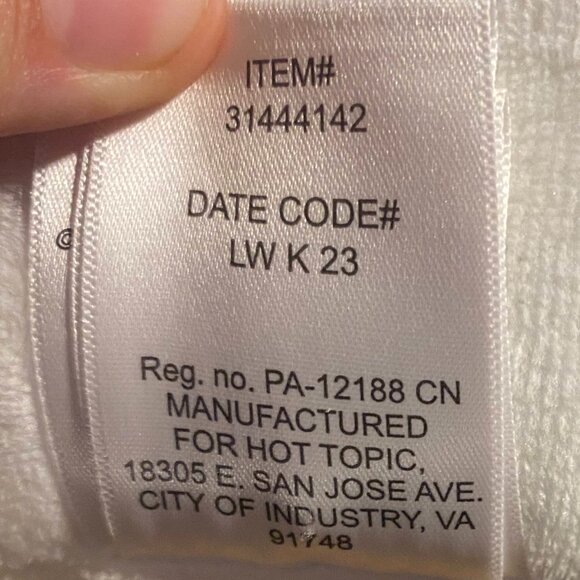 ITEM#
31444142
DATE CODE#
LW K 23
©
Reg. no. PA-12188 CN
MANUFACTURED
FOR HOT TOPIC,
18305 E. SAN JOSE AVE.
CITY OF INDUSTRY, VA
91748